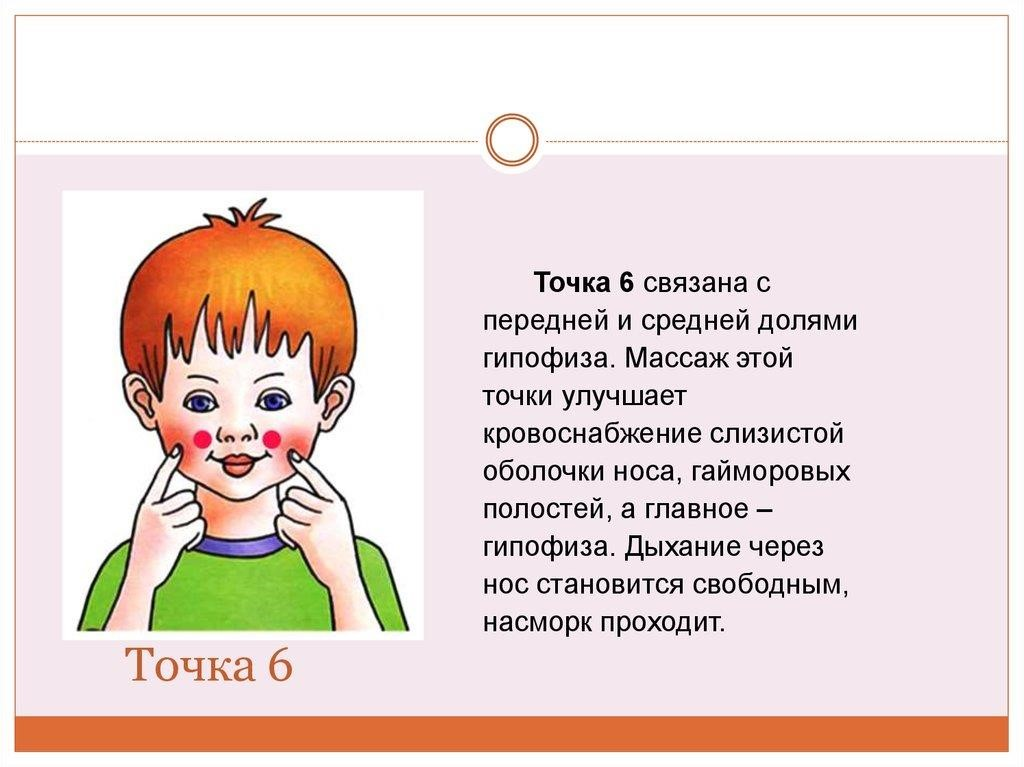 Точка 6 связана с
передней и средней долями
гипофиза. Массаж этой
точки улучшает
кровоснабжение слизистой
оболочки носа, гайморовых
полостей, а главное –
гипофиза. Дыхание через
нос становится свободным,
насморк проходит.
Точка 6